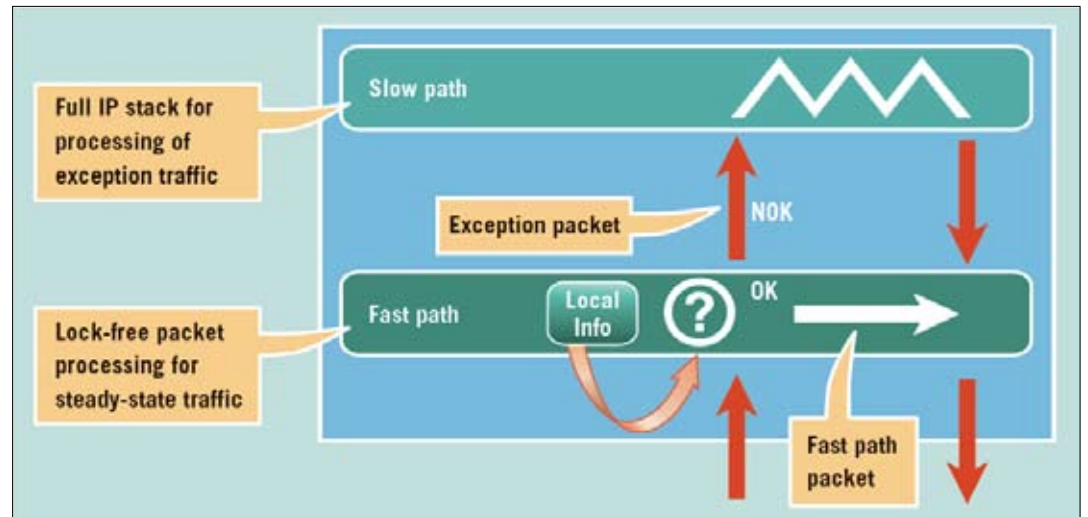 Full IP stack for
processing of
exception traffic
Slow path
Exception packet
NOK
Lock-free packet
processing for
steady-state traffic
Fast path
Local
Info
?
OK
Fast path
packet